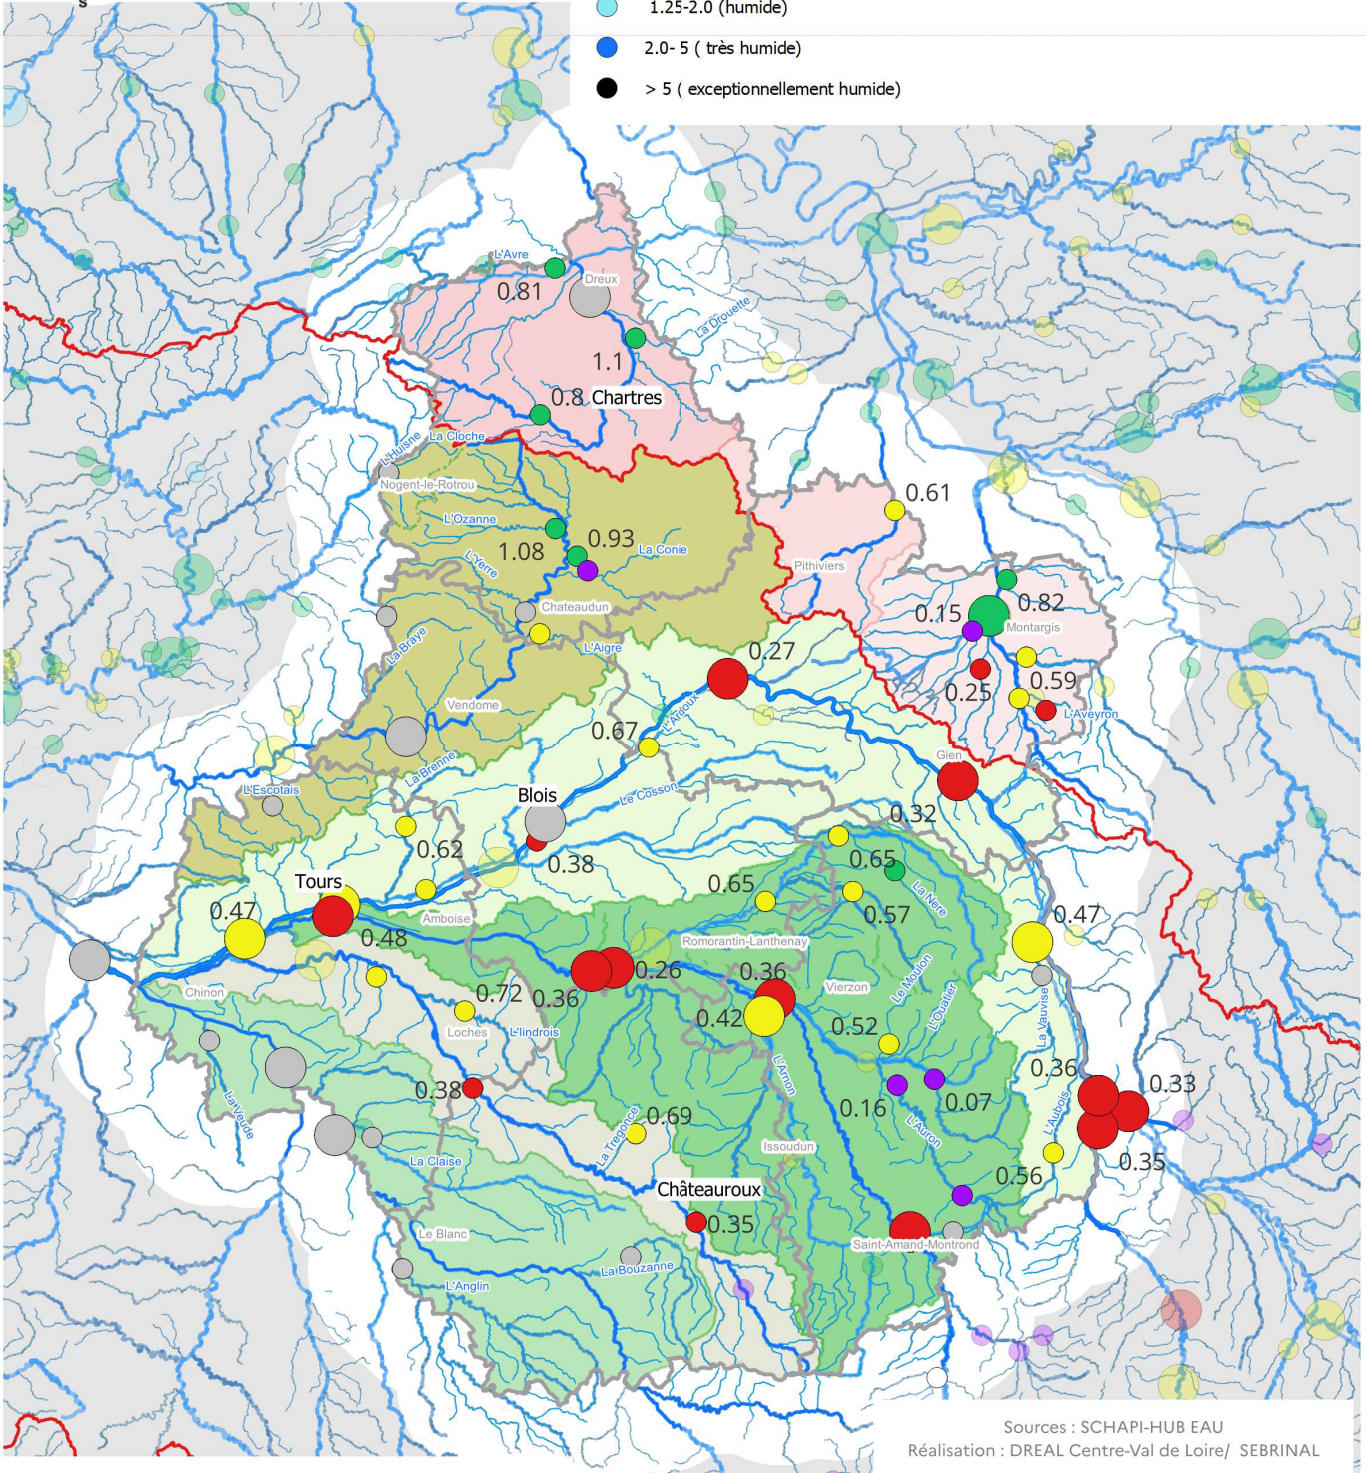 s
1.25-2.0 (humide)
2.0- 5 ( très humide)
> 5 ( exceptionnellement humide)
L'Avre
Dreux
0.81
La Drouette
1.1
0.8 Chartres
La Cloche
L'Huisne
Nogent-le-Rotrou
0.61
L'Ozanne
0.93
1.08
La Conie
L'Yerre
Pithiviers
Chateaudun
0.15
0.82
Montargis
La Braye
L'Aigre
0.27
0.25
0.59
L'Aveyron
Vendome
L'Ardoux
0.67
Gien
La Brenne
L'Escotais
Blois
Le Cosson
0.32
0.62
0.38
0.65
Tours
0.65
La Nere
0.47
0.57
0.47
Amboise
0.48
Romorantin-Lanthenay
0.26
0.36
Chinon
0.72
0.36
Vierzon
Le Moulon
L'Ouatier
0.42
0.52
Loches
L'Iindrois
La Vauvise
0.36
0.33
L'Arnon
0.38
0.16
0.07
La Veude
0.69
L'Auron
L'Aubois
La Tregonce
Issoudun
0.35
La Claise
0.56
Châteauroux
0.35
Le Blanc
Saint-Amand-Montrond
La Bouzanne
L'Anglin
Sources : SCHAPI-HUB EAU
Réalisation : DREAL Centre-Val de Loire/ SEBRINAL